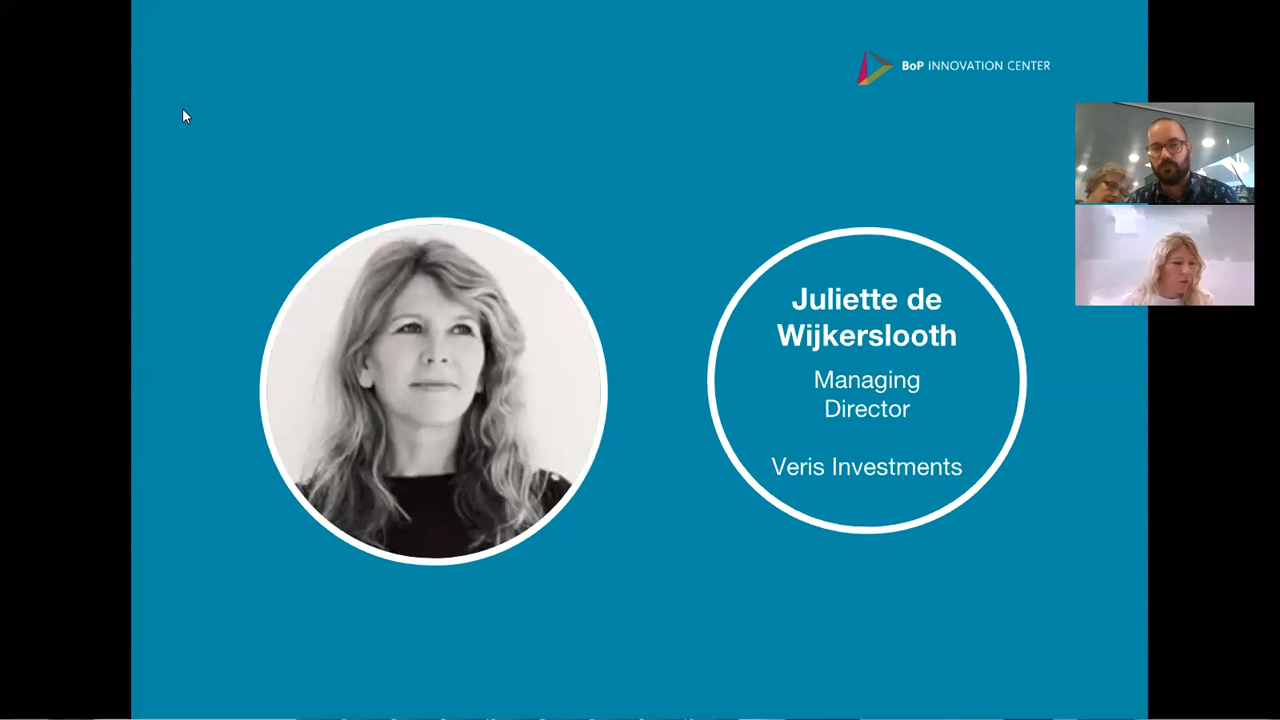 BoP INNOVATION CENTER
Juliette de
Wijkerslooth
Managing
Director
Veris Investments